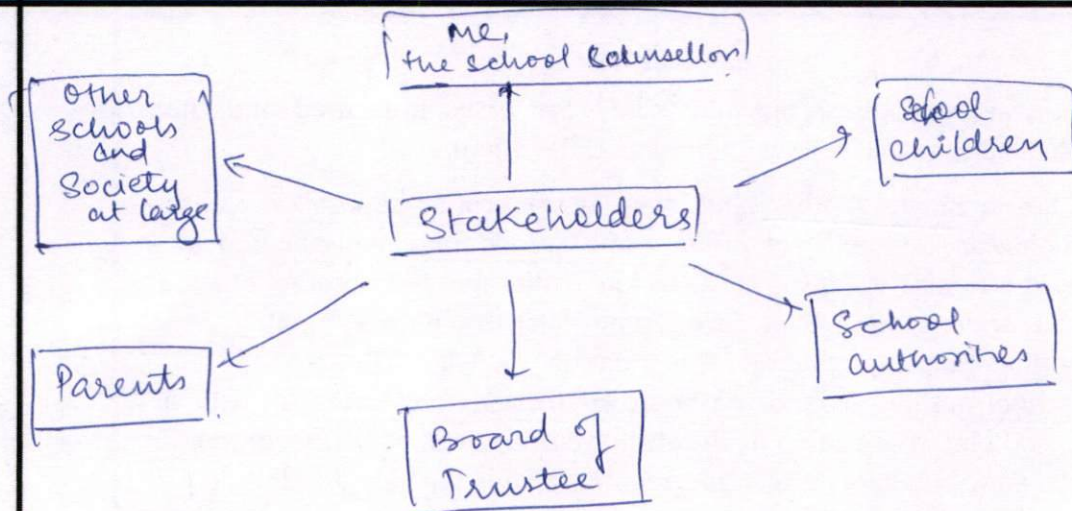 me,
the school Counsellor
Other
schools
and
Society
at large
School
children
Stakeholders
School
authorities
Parents
Board of
Trustee